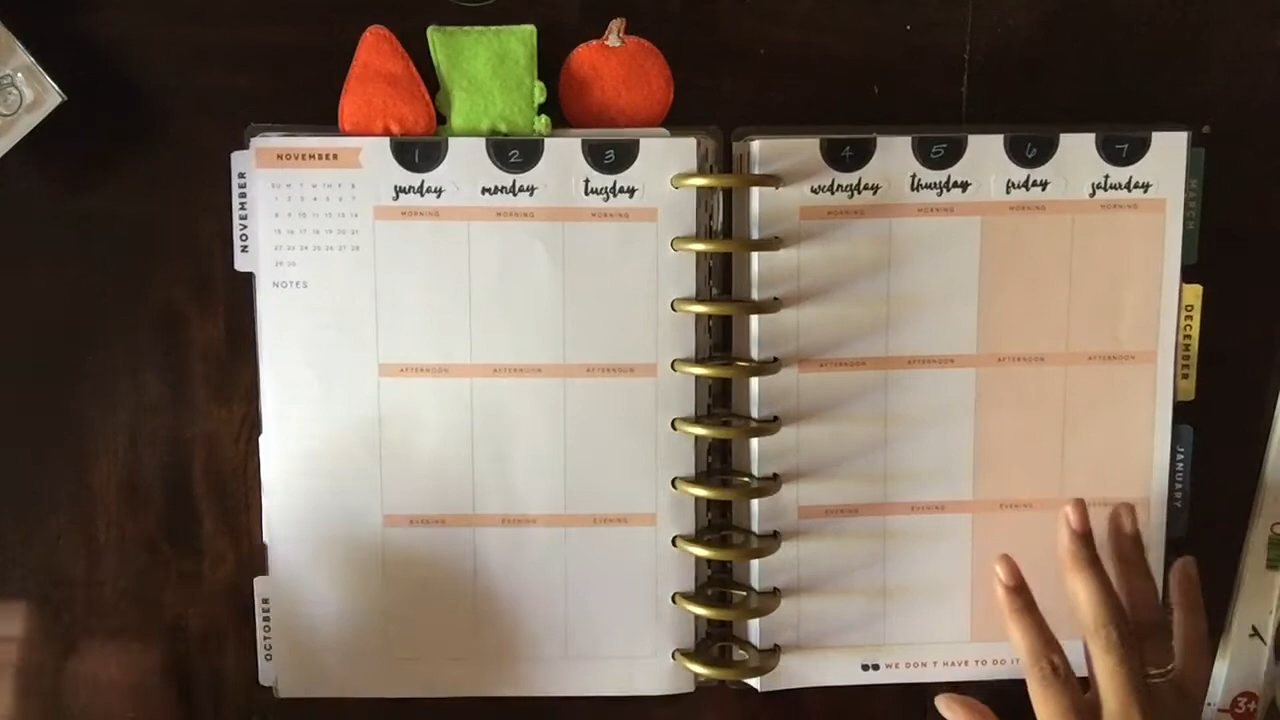 NOVEMBER
NOVEMBER
SU M T W TH F S
1 2 3 4 5 6 7
8 9 10 11 12 13 14
15 16 17 18 19 20 21
22 23 24 25 26 27 28
29 30
NOTES
OCTOBER
1 2 3
sunday monday tuesday
MORNING MORNING MORNING
AFTERNOON AFTERNOON AFTERNOON
EVENING EVENING EVENING
4 5 6 7
wednesday thursday friday saturday
MORNING MORNING MORNING MORNING
AFTERNOON AFTERNOON AFTERNOON AFTERNOON
EVENING EVENING EVENING
WE DON'T HAVE TO DO IT
MARCH
DECEMBER
JANUARY
3+